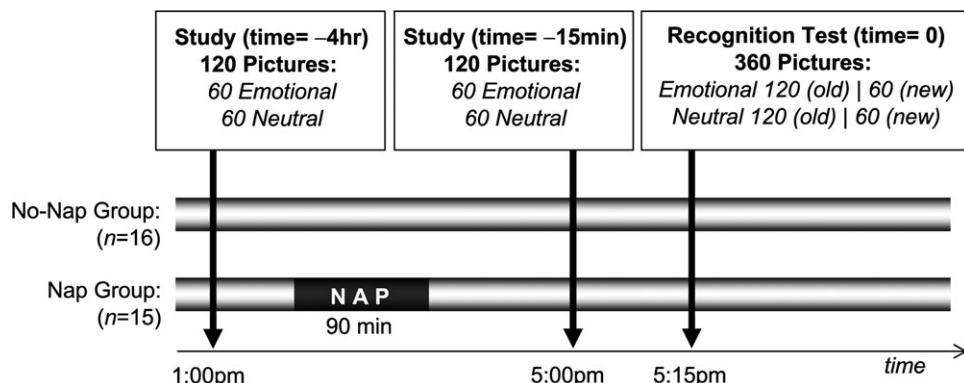 Study (time= –4hr)
120 Pictures:
60 Emotional
60 Neutral
Study (time= –15min)
120 Pictures:
60 Emotional
60 Neutral
Recognition Test (time= 0)
360 Pictures:
Emotional 120 (old) | 60 (new)
Neutral 120 (old) | 60 (new)
No-Nap Group:
(n=16)
Nap Group:
(n=15)
NAP
90 min
1:00pm
5:00pm
5:15pm
time